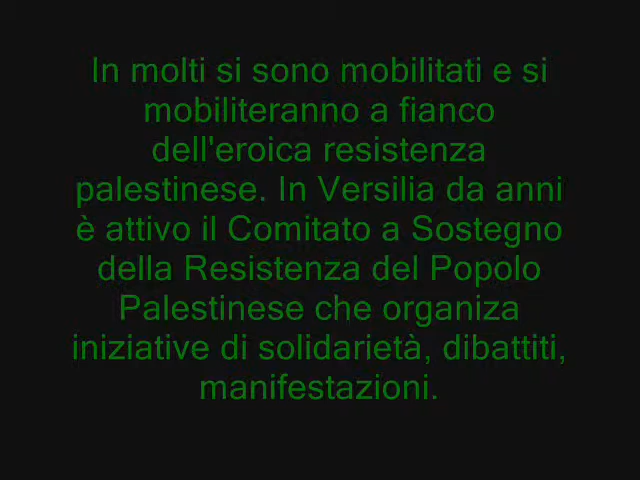 In molti si sono mobilitati e si
mobiliteranno a fianco
dell'eroica resistenza
palestinese. In Versilia da anni
è attivo il Comitato a Sostegno
della Resistenza del Popolo
Palestinese che organiza
iniziative di solidarietà, dibattiti,
manifestazioni.